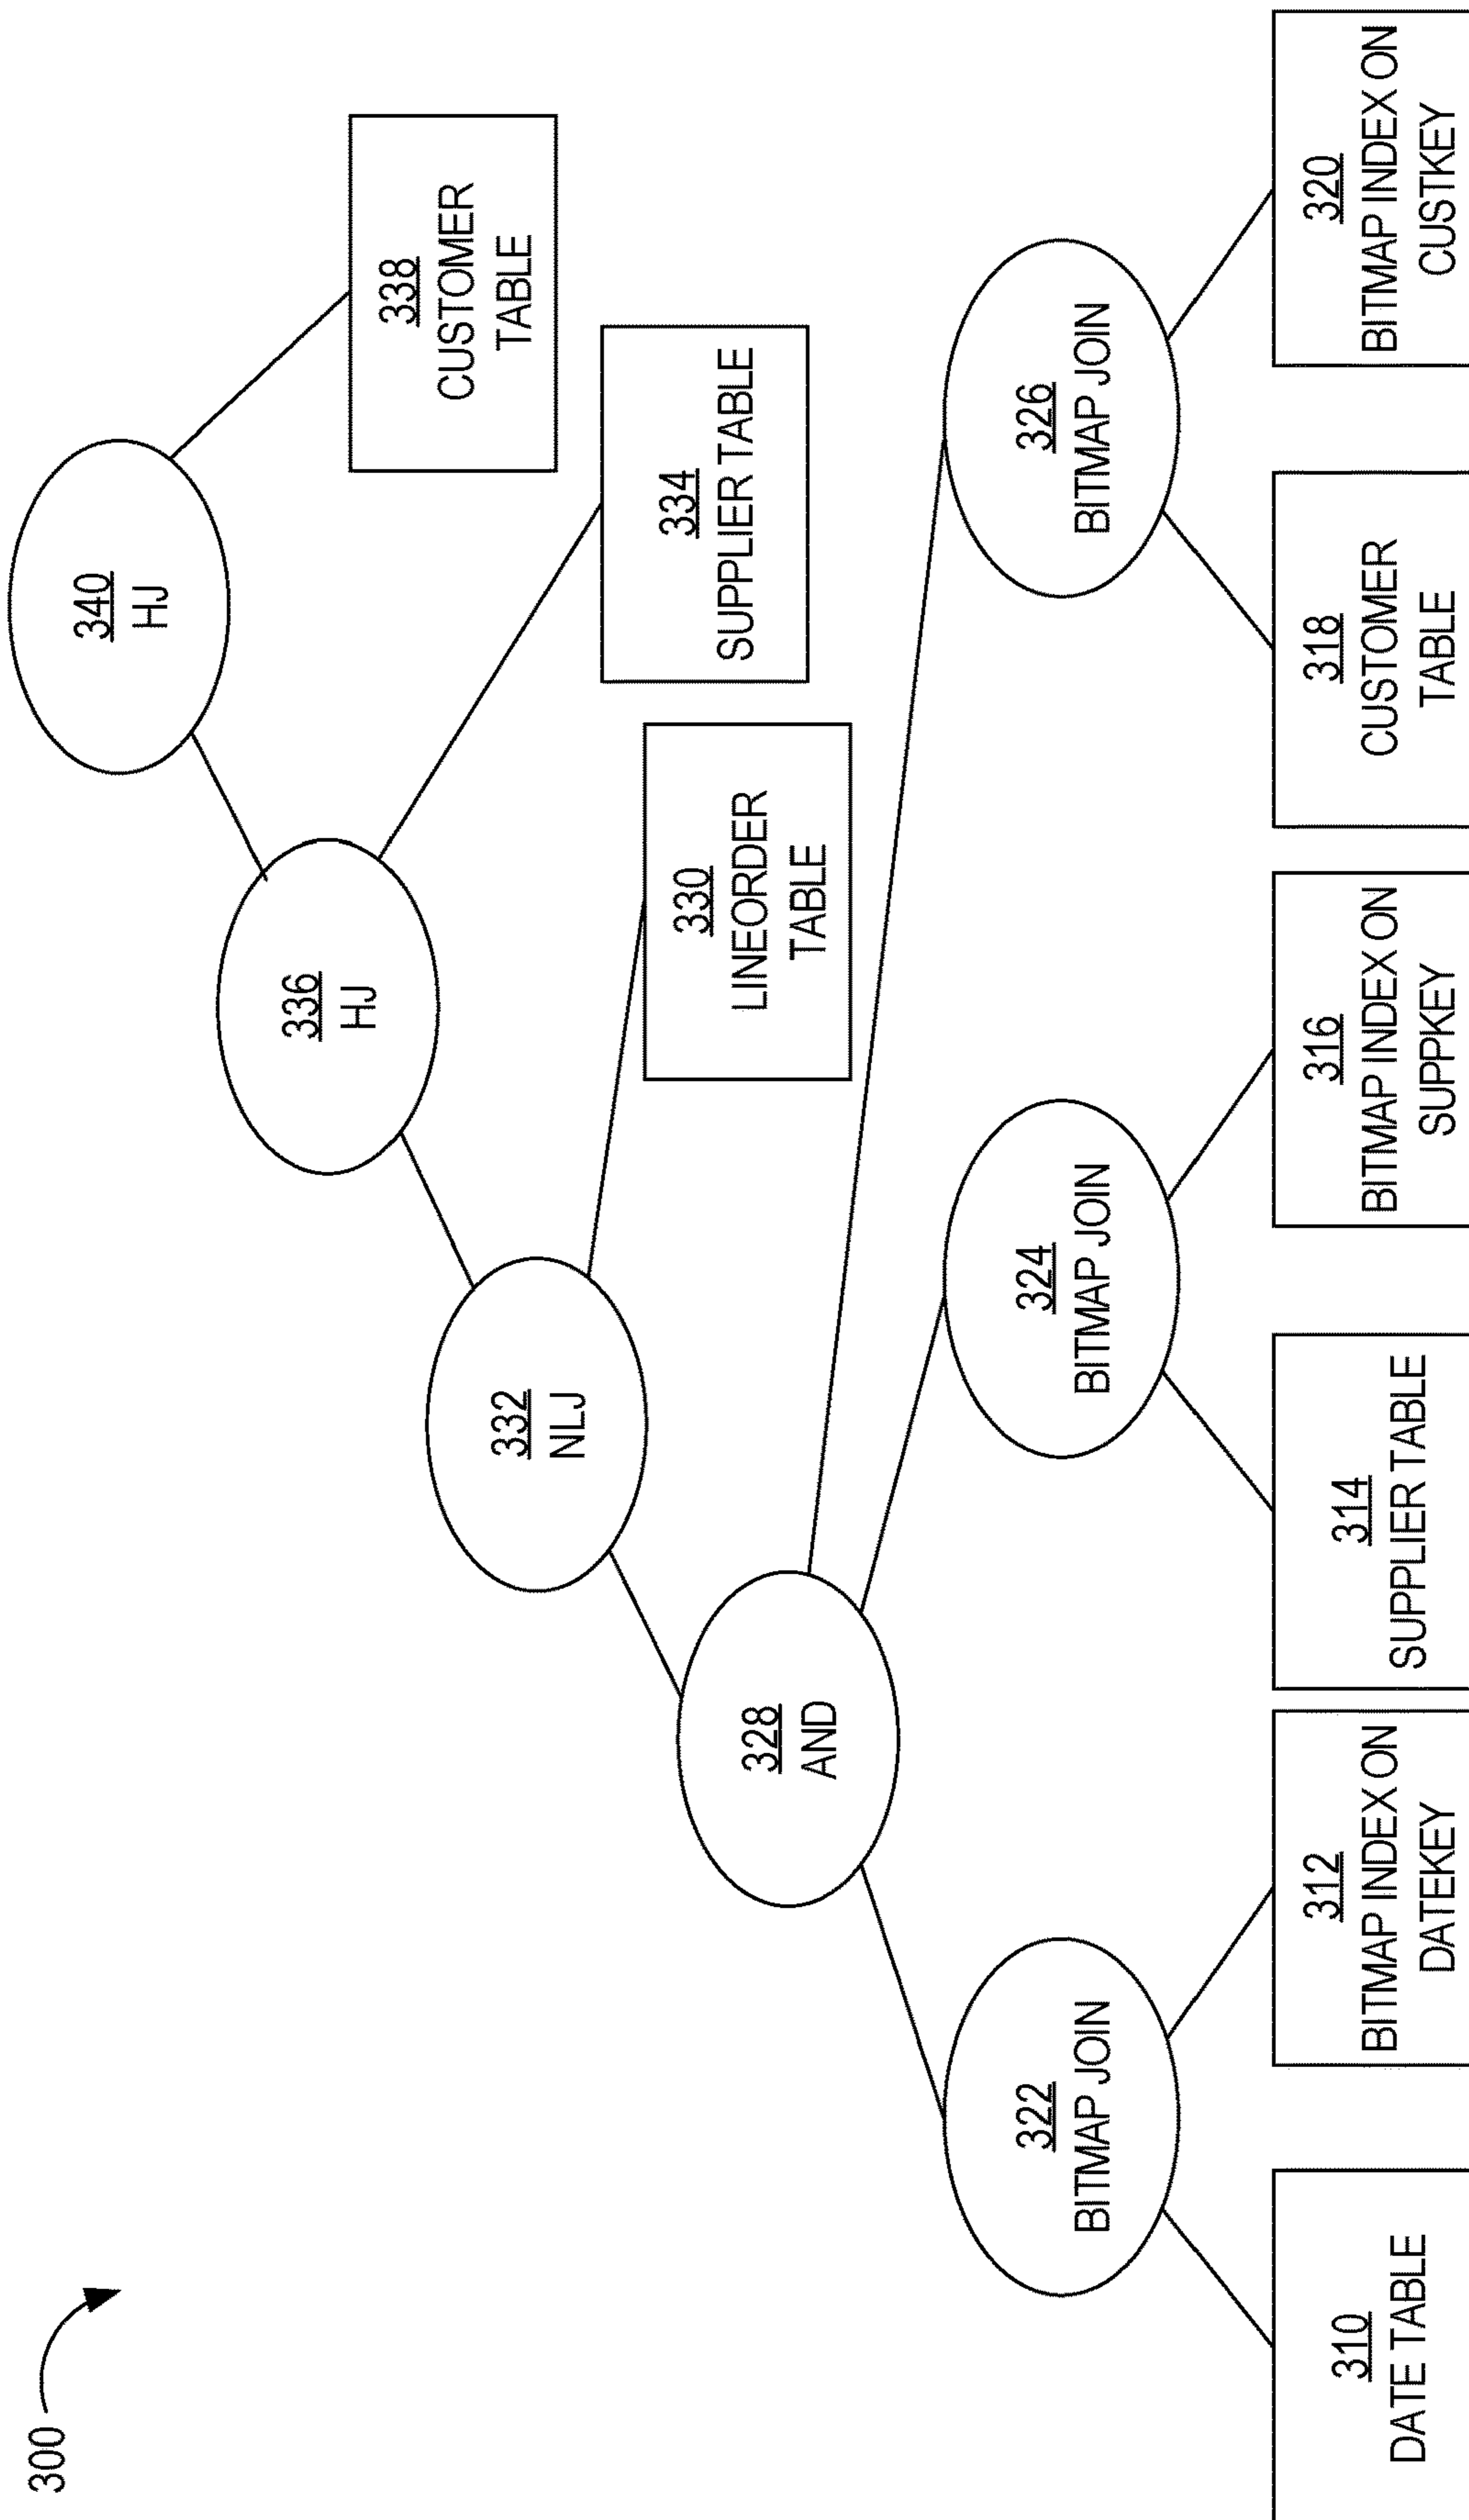 300
340
HJ
338
CUSTOMER
TABLE
336
HJ
334
SUPPLIER TABLE
332
NLJ
330
LINEORDER
TABLE
328
AND
322
BITMAP JOIN
324
BITMAP JOIN
326
BITMAP JOIN
310
DATE TABLE
312
BITMAP INDEX ON
DATEKEY
314
SUPPLIER TABLE
316
BITMAP INDEX ON
SUPPKEY
318
CUSTOMER
TABLE
320
BITMAP INDEX ON
CUSTKEY